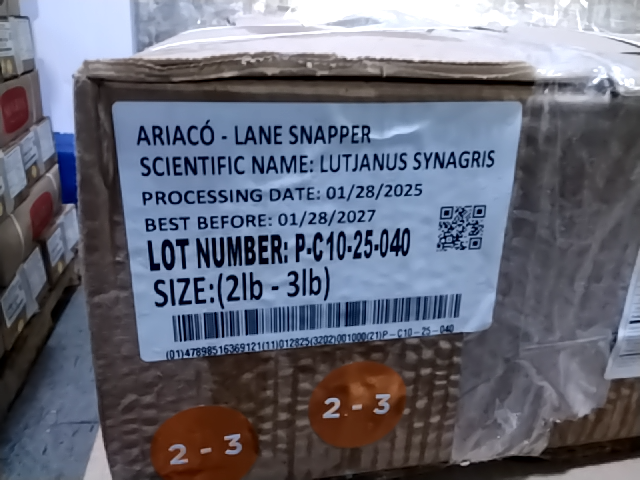 ARIACÓ - LANE SNAPPER
SCIENTIFIC NAME: LUTJANUS SYNAGRIS
PROCESSING DATE: 01/28/2025
BEST BEFORE: 01/28/2027
LOT NUMBER: P-C10-25-040
SIZE:(2lb - 3lb)
(01)47898516369121(11)012825(3202)001000(21)P-C10-25-040
2 - 3
2 - 3